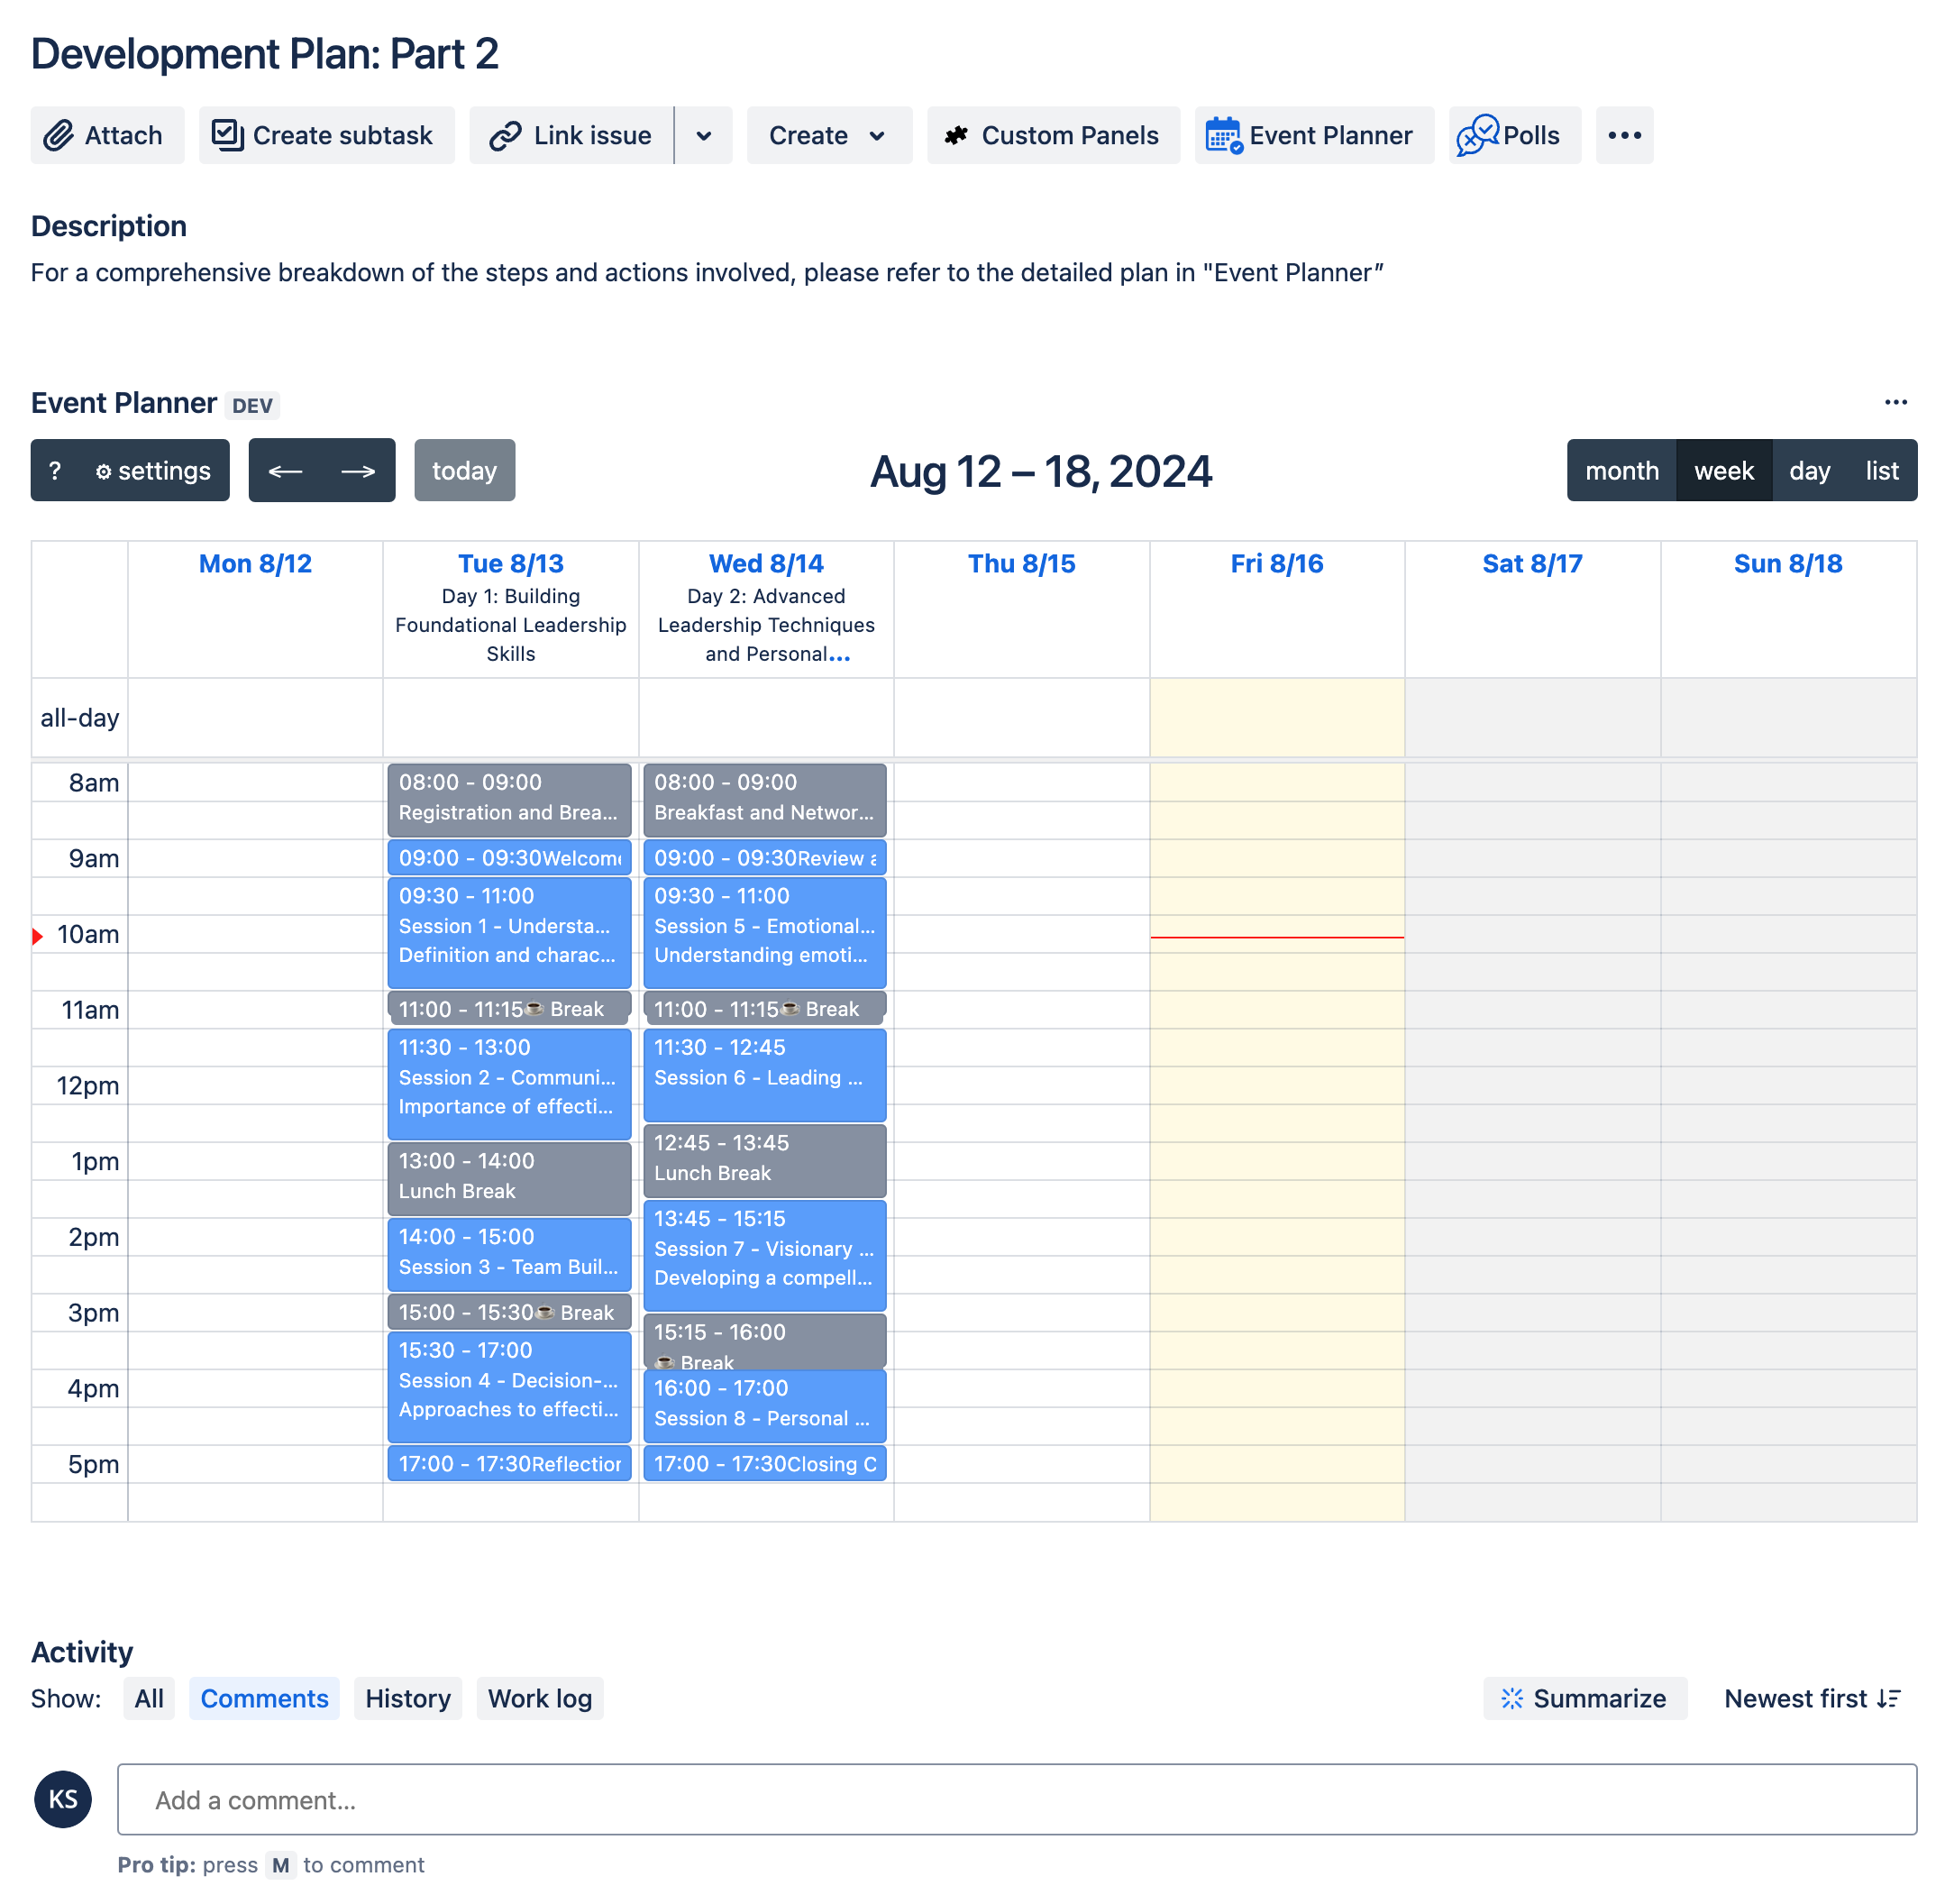 Development Plan: Part 2
Attach
Create subtask
Link issue
Create
Custom Panels
Event Planner
Polls
Description
For a comprehensive breakdown of the steps and actions involved, please refer to the detailed plan in "Event Planner”
Event Planner DEV
? settings
today
Aug 12 – 18, 2024
month week day list
Mon 8/12
Tue 8/13
Day 1: Building
Foundational Leadership
Skills
Wed 8/14
Day 2: Advanced
Leadership Techniques
and Personal...
Thu 8/15
Fri 8/16
Sat 8/17
Sun 8/18
all-day
8am
9am
10am
11am
12pm
1pm
2pm
3pm
4pm
5pm
08:00 - 09:00
Registration and Brea...
09:00 - 09:30Welcome
09:30 - 11:00
Session 1 - Understa...
Definition and charac...
11:00 - 11:15☕ Break
11:30 - 13:00
Session 2 - Communi...
Importance of effecti...
13:00 - 14:00
Lunch Break
14:00 - 15:00
Session 3 - Team Buil...
15:00 - 15:30☕ Break
15:30 - 17:00
Session 4 - Decision-...
Approaches to effecti...
17:00 - 17:30Reflection
08:00 - 09:00
Breakfast and Networ...
09:00 - 09:30Review a
09:30 - 11:00
Session 5 - Emotional...
Understanding emoti...
11:00 - 11:15☕ Break
11:30 - 12:45
Session 6 - Leading ...
12:45 - 13:45
Lunch Break
13:45 - 15:15
Session 7 - Visionary ...
Developing a compell...
15:15 - 16:00
☕ Break
16:00 - 17:00
Session 8 - Personal ...
17:00 - 17:30Closing C
Activity
Show: All Comments History Work log
Summarize
Newest first
KS
Add a comment...
Pro tip: press M to comment